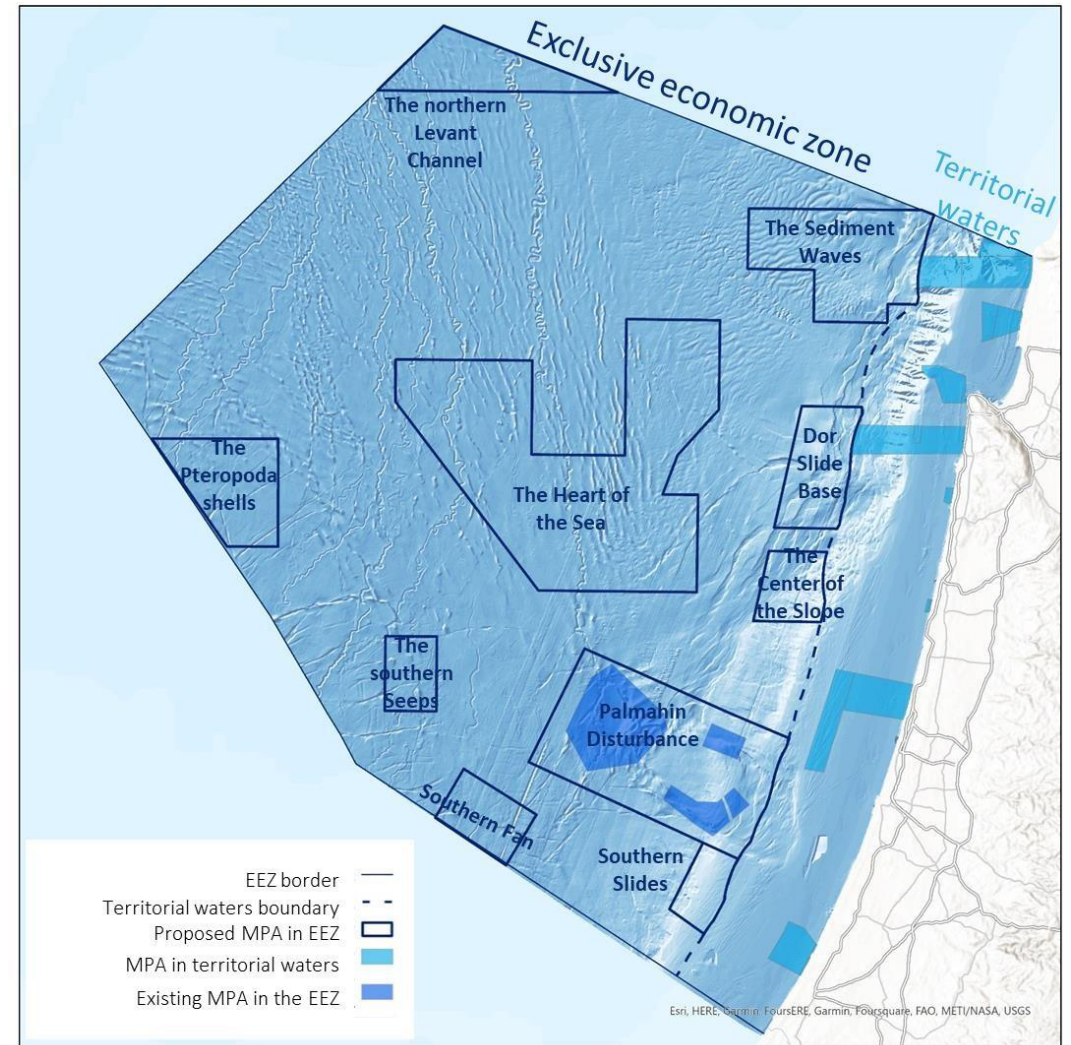 Exclusive economic zone
Territorial
waters
The northern
Levant
Channel
The Sediment
Waves
The
Pteropoda
shells
Dor
Slide
Base
The Heart of
the Sea
The
Center of
the Slope
The
southern
Seeps
Palmahin
Disturbance
Southern Fan
Southern
Slides
EEZ border
Territorial waters boundary
Proposed MPA in EEZ
MPA in territorial waters
Existing MPA in the EEZ
Esri, HERE, Garmin, FoursERE, Garmin, Foursquare, FAO, METI/NASA, USGS